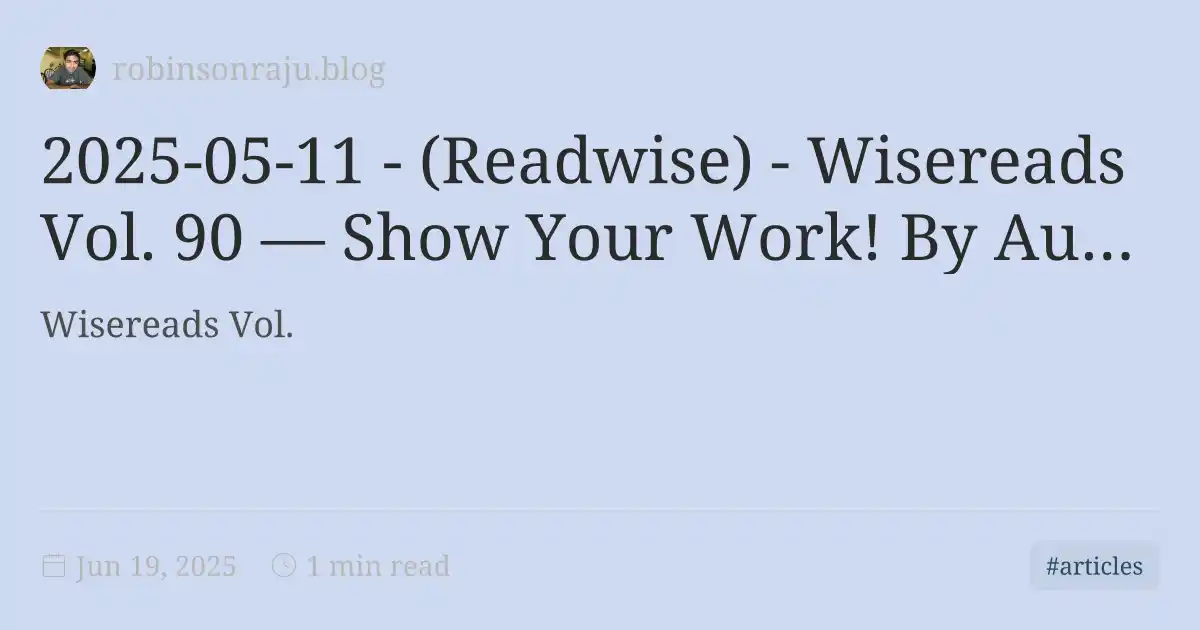 robinsonraju.blog
2025-05-11 - (Readwise) - Wisereads
Vol. 90 — Show Your Work! By Au...
Wisereads Vol.
Jun 19, 2025
1 min read
#articles